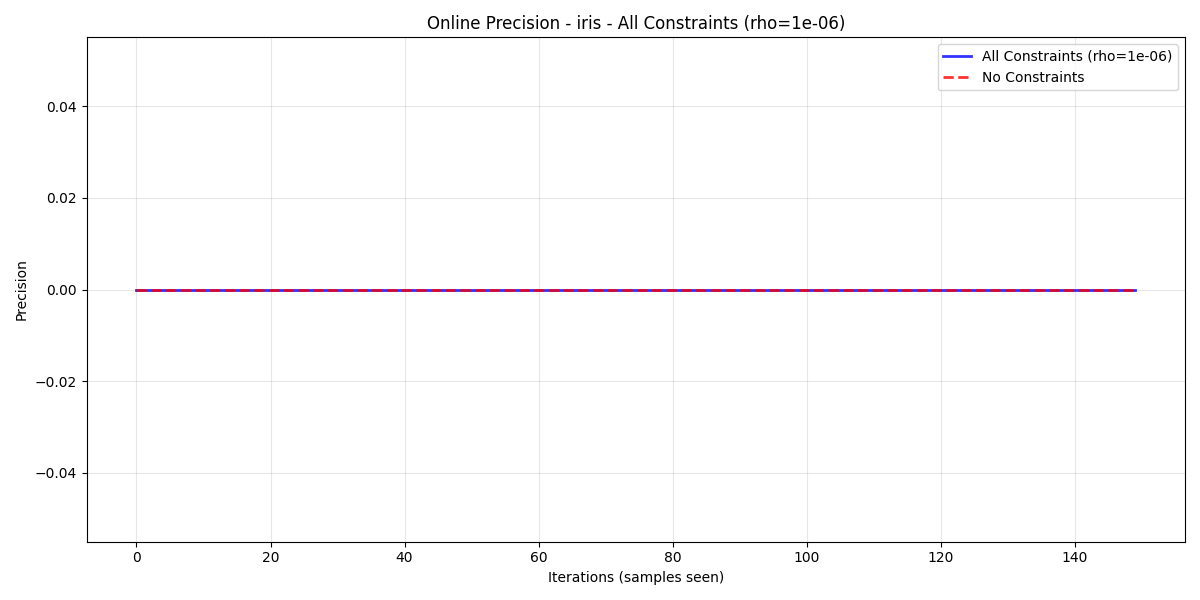 Online Precision - iris - All Constraints (rho=1e-06)
All Constraints (rho=1e-06)
No Constraints
Precision
0.04
0.02
0.00
−0.02
−0.04
0 20 40 60 80 100 120 140
Iterations (samples seen)